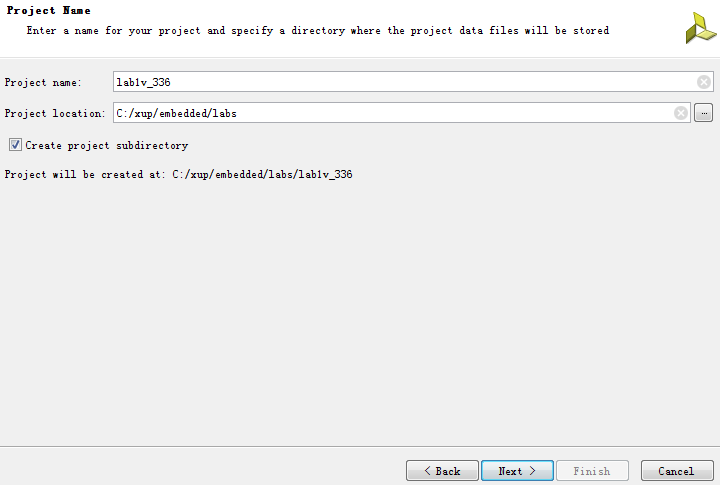 Project Name
Enter a name for your project and specify a directory where the project data files will be stored
Project name: lab1v_336
Project location: C:/xup/embedded/labs ...
Create project subdirectory
Project will be created at: C:/xup/embedded/labs/lab1v_336
< Back Next > Finish Cancel